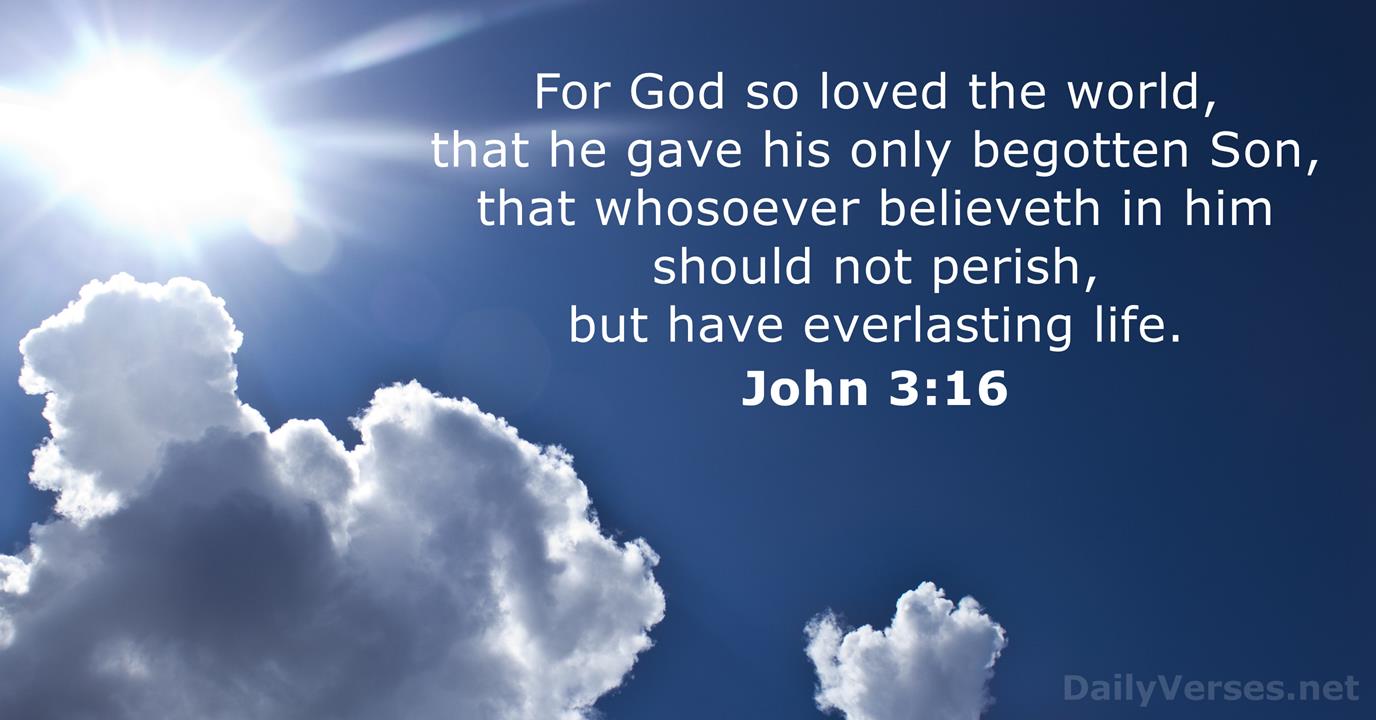 For God so loved the world,
that he gave his only begotten Son,
that whosoever believeth in him
should not perish,
but have everlasting life.
John 3:16
DailyVerses.net